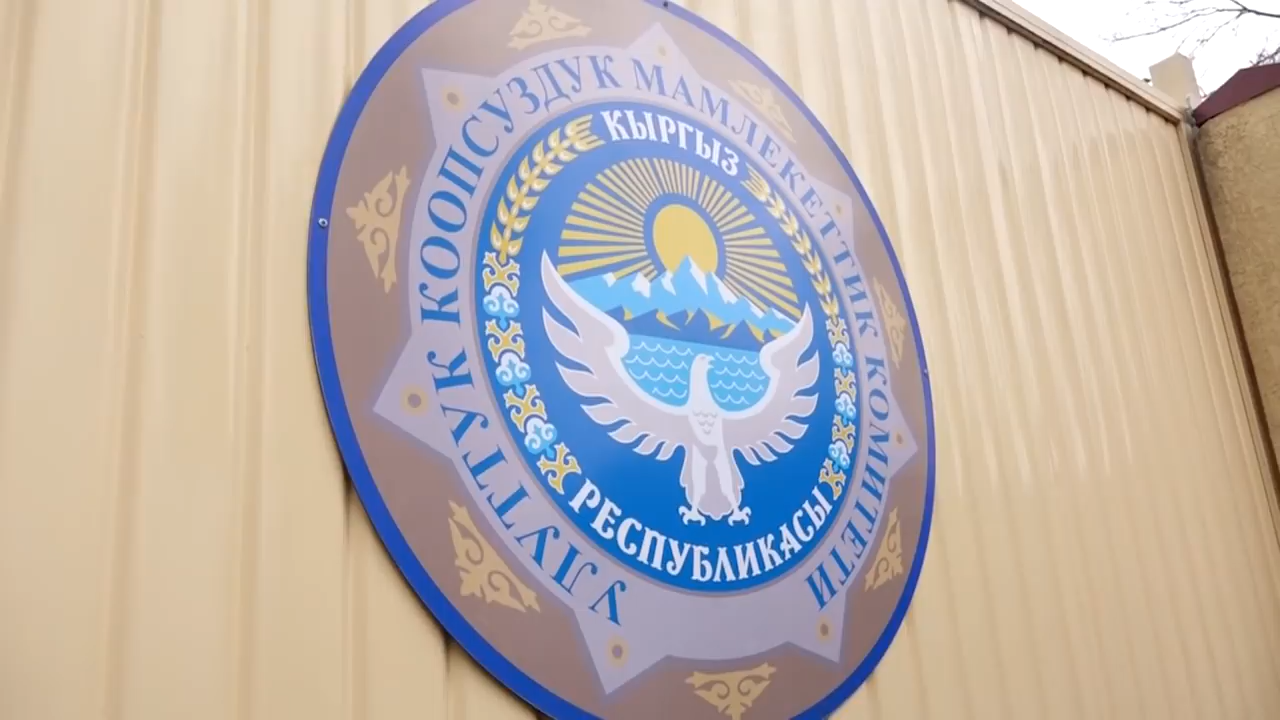 УЛУТТУК КООПСУЗДУК МАМЛЕКЕТТИК КОМИТЕТИ
КЫРГЫЗ
РЕСПУБЛИКАСЫ